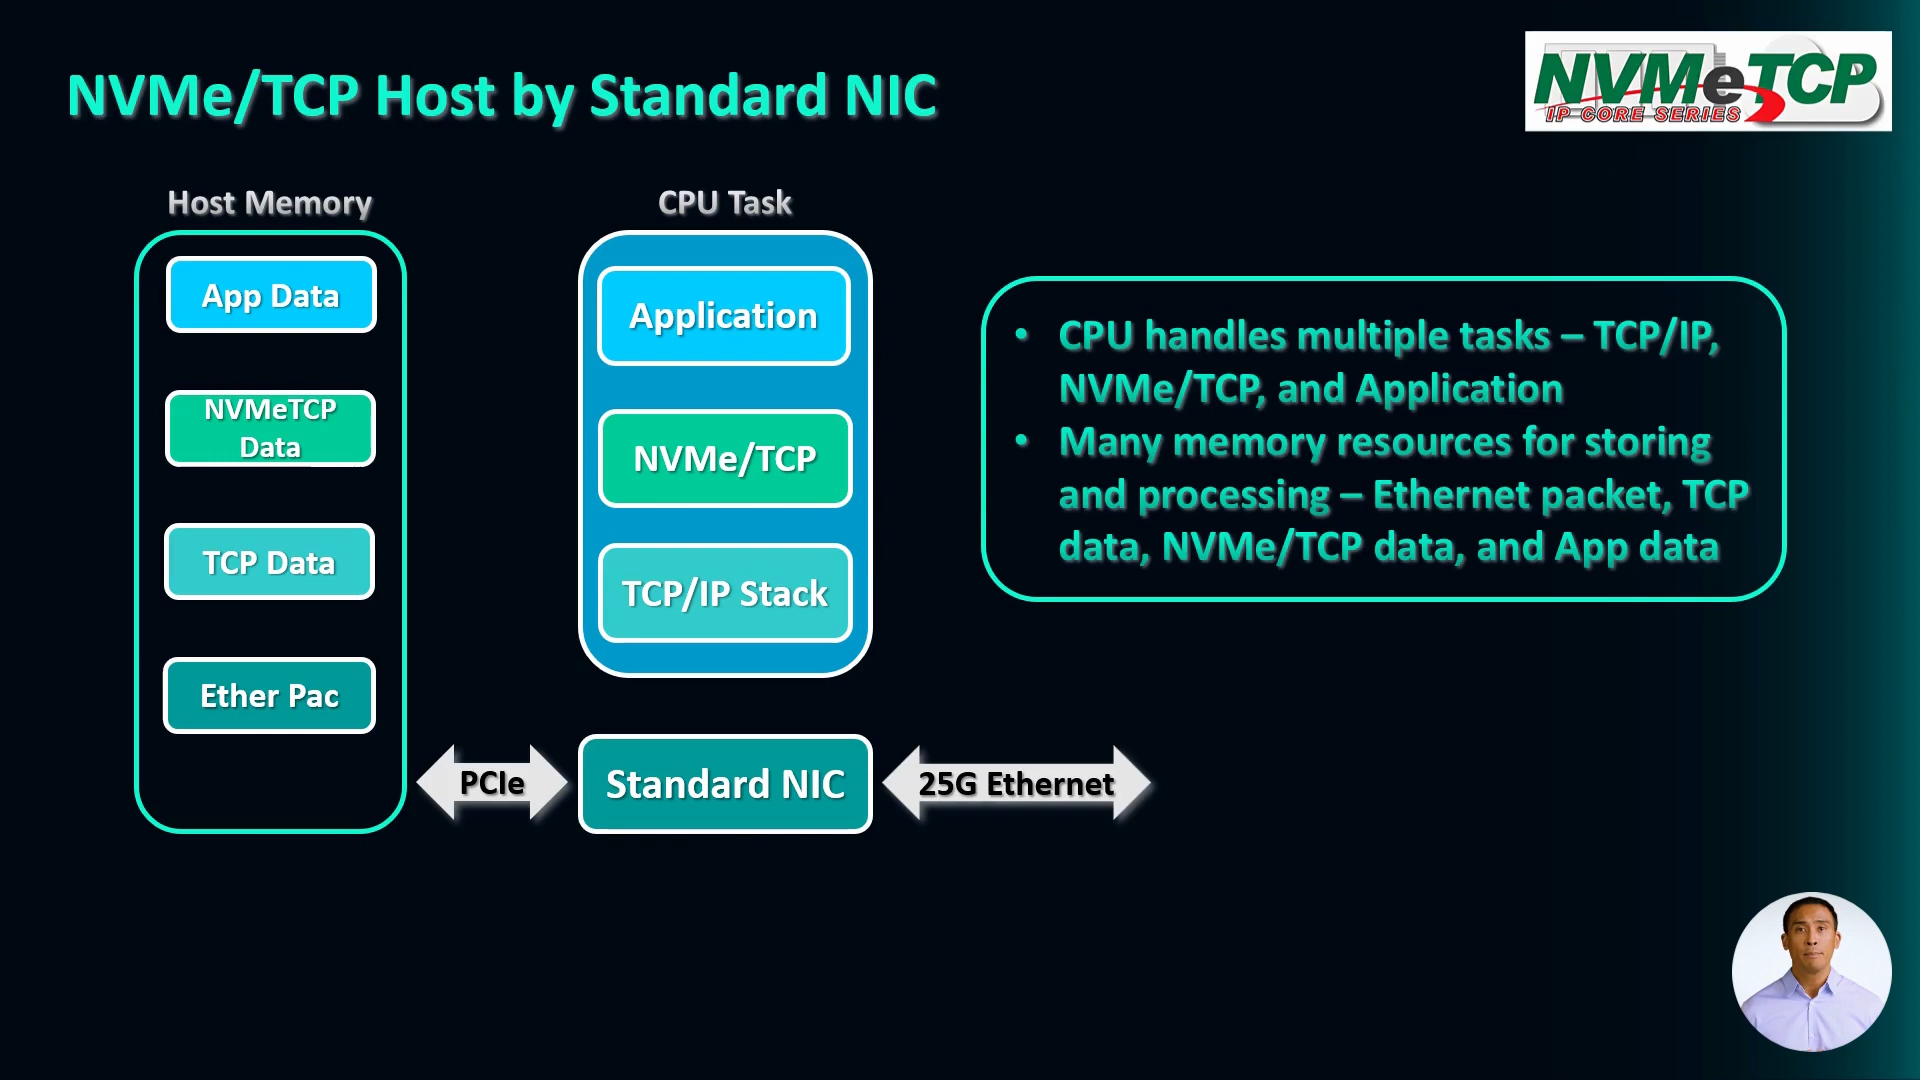 NVMe/TCP Host by Standard NIC
NVMeTCP
IP CORE SERIES
Host Memory
App Data
NVMeTCP
Data
TCP Data
Ether Pac
CPU Task
Application
NVMe/TCP
TCP/IP Stack
PCIe
Standard NIC
25G Ethernet
• CPU handles multiple tasks – TCP/IP,
NVMe/TCP, and Application
• Many memory resources for storing
and processing – Ethernet packet, TCP
data, NVMe/TCP data, and App data